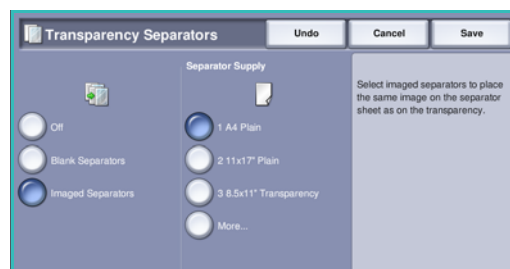 Transparency Separators
Undo
Cancel
Save
Off
Blank Separators
Imaged Separators
Separator Supply
1 A4 Plain
2 11x17" Plain
3 8.5x11" Transparency
More...
Select imaged separators to place
the same image on the separator
sheet as on the transparency.